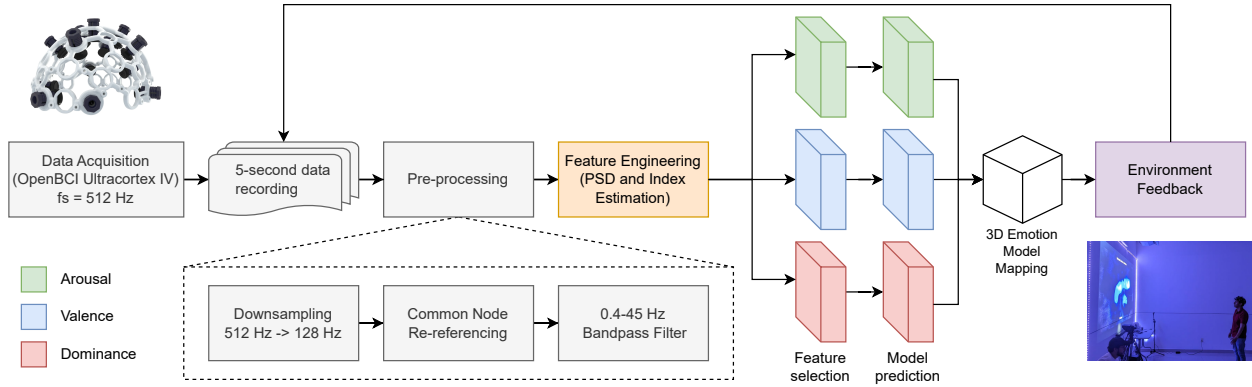 Data Acquisition
(OpenBCI Ultracortex IV)
fs = 512 Hz
5-second data
recording
Pre-processing
Feature Engineering
(PSD and Index
Estimation)
3D Emotion
Model
Mapping
Environment
Feedback
Downsampling
512 Hz -> 128 Hz
Common Node
Re-referencing
0.4-45 Hz
Bandpass Filter
Arousal
Valence
Dominance
Feature
selection
Model
prediction